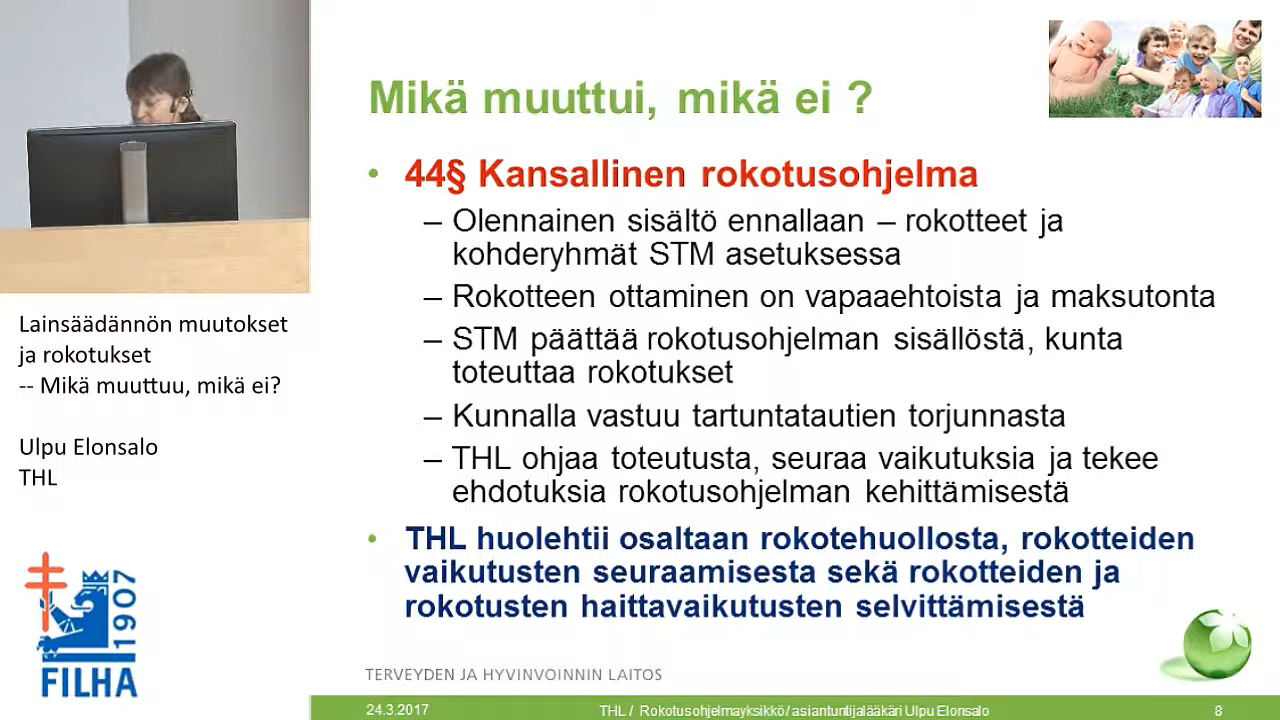 Mikä muuttui, mikä ei ?
• 44§ Kansallinen rokotusohjelma
– Olennainen sisältö ennallaan – rokotteet ja
kohderyhmät STM asetuksessa
– Rokotteen ottaminen on vapaaehtoista ja maksutonta
– STM päättää rokotusohjelman sisällöstä, kunta
toteuttaa rokotukset
– Kunnalla vastuu tartuntatautien torjunnasta
– THL ohjaa toteutusta, seuraa vaikutuksia ja tekee
ehdotuksia rokotusohjelman kehittämisestä
• THL huolehtii osaltaan rokotehuollosta, rokotteiden
vaikutusten seuraamisesta sekä rokotteiden ja
rokotusten haittavaikutusten selvittämisestä
Lainsäädännön muutokset
ja rokotukset
-- Mikä muuttuu, mikä ei?
Ulpu Elonsalo
THL
1907
FILHA
TERVEYDEN JA HYVINVOINNIN LAITOS
24.3.2017
THL / Rokotusohjelmayksikkö/ asiantuntijalääkäri Ulpu Elonsalo
8